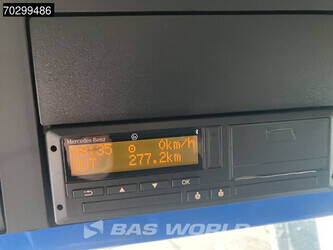 70299486
Mercedes-Benz
0km/h
277.2km
OK
BAS WORLD